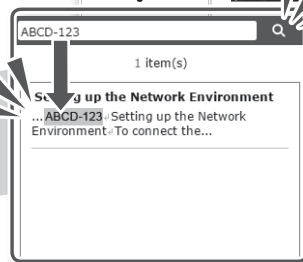 ABCD-123
1 item(s)
Setting up the Network Environment
...ABCD-123↵Setting up the Network
Environment↵To connect the...